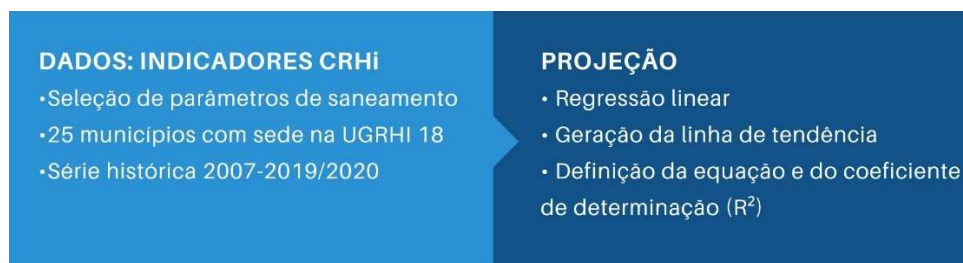 DADOS: INDICADORES CRHi
•Seleção de parâmetros de saneamento
•25 municípios com sede na UGRHI 18
•Série histórica 2007-2019/2020
PROJEÇÃO
• Regressão linear
• Geração da linha de tendência
• Definição da equação e do coeficiente
de determinação (R²)